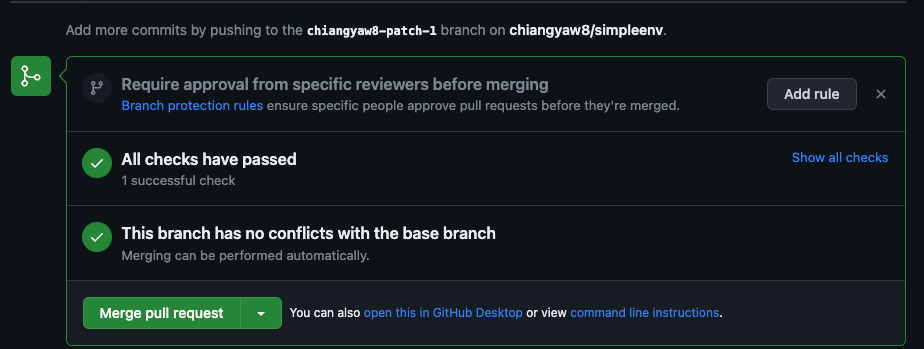 Add more commits by pushing to the chiangyaw8-patch-1 branch on chiangyaw8/simpleenv.
Require approval from specific reviewers before merging
Branch protection rules ensure specific people approve pull requests before they're merged.
Add rule
All checks have passed
1 successful check
Show all checks
This branch has no conflicts with the base branch
Merging can be performed automatically.
Merge pull request
You can also open this in GitHub Desktop or view command line instructions.